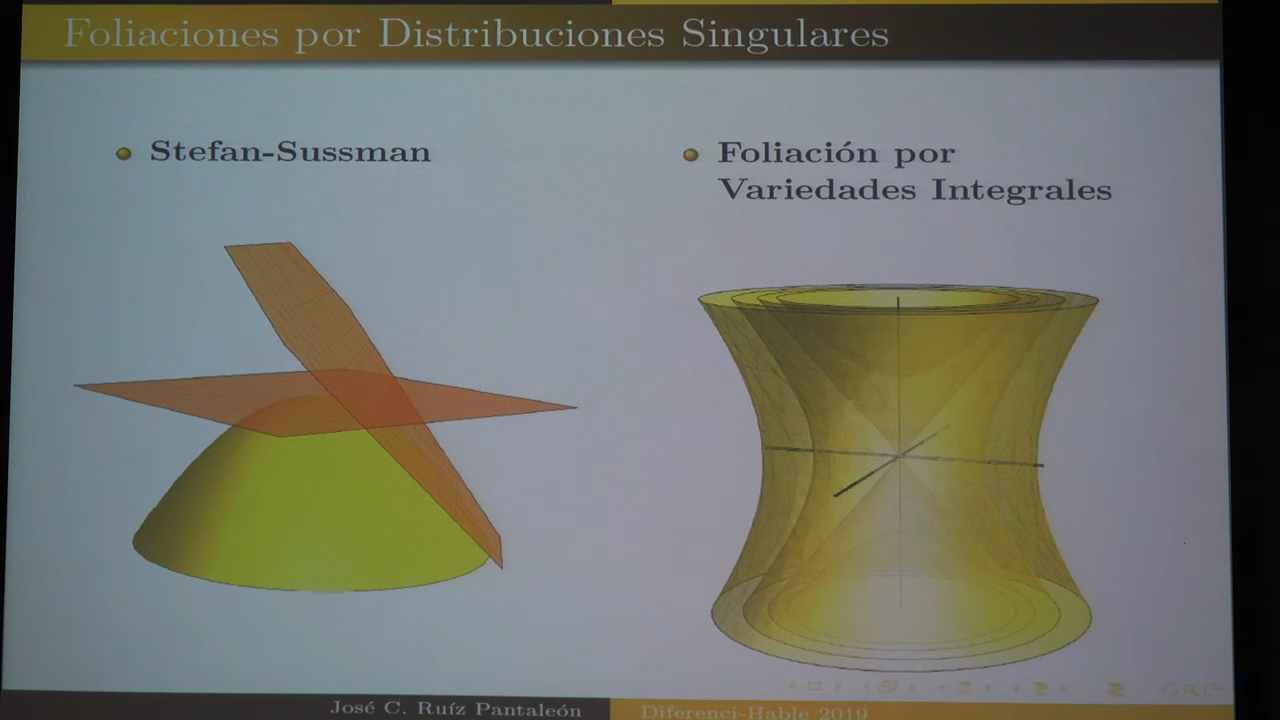 Foliaciones por Distribuciones Singulares
Stefan-Sussman
Foliación por
Variedades Integrales
José C. Ruíz Pantaleón
Diferenci-Hable 2019